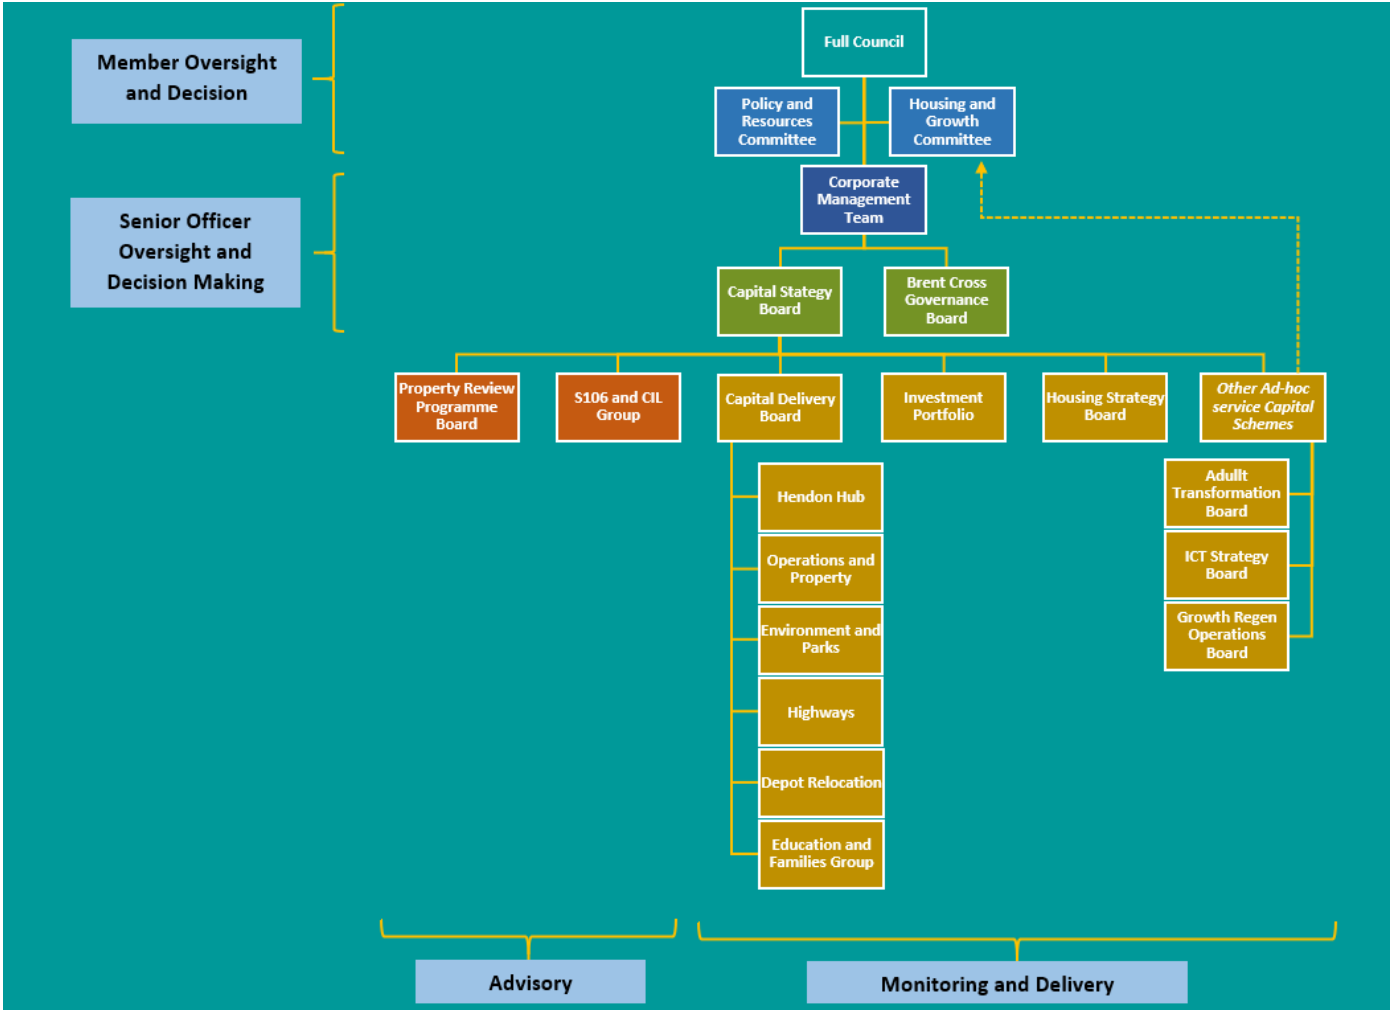 Member Oversight
and Decision
Full Council
Policy and
Resources
Committee
Housing and
Growth
Committee
Senior Officer
Oversight and
Decision Making
Corporate
Management
Team
Capital Stategy
Board
Brent Cross
Governance
Board
Property Review
Programme
Board
S106 and CIL
Group
Capital Delivery
Board
Investment
Portfolio
Housing Strategy
Board
Other Ad-hoc
service Capital
Schemes
Hendon Hub
Operations and
Property
Environment and
Parks
Highways
Depot Relocation
Education and
Families Group
Adullt
Transformation
Board
ICT Strategy
Board
Growth Regen
Operations
Board
Advisory
Monitoring and Delivery